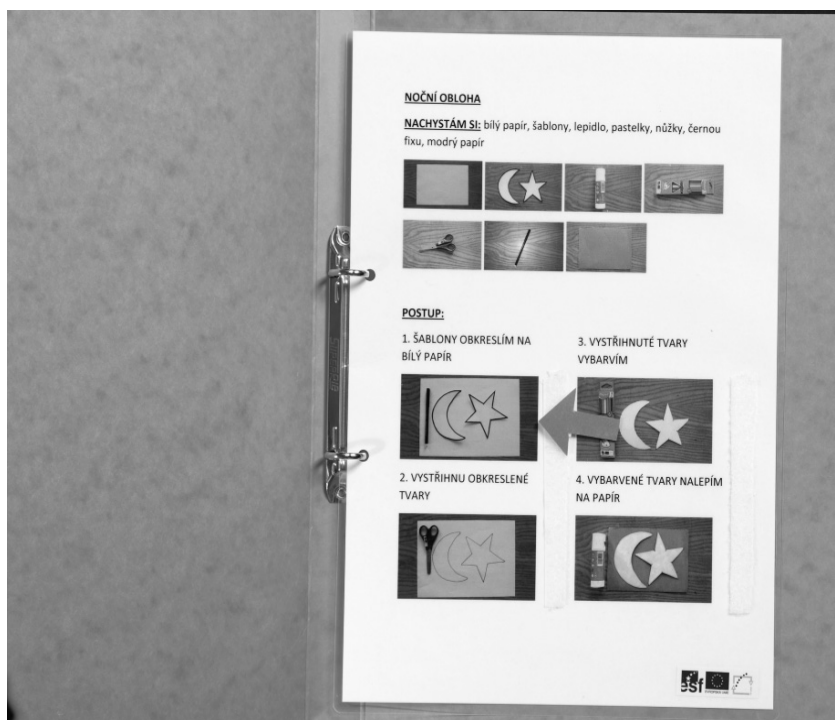 NOČNÍ OBLOHA
NACHYSTÁM SI: bílý papír, šablony, lepidlo, pastelky, nůžky, černou
fixu, modrý papír
POSTUP:
1. ŠABLONY OBKRESLÍM NA
BÍLÝ PAPÍR
2. VYSTŘIHNU OBKRESLENÉ
TVARY
3. VYSTŘIHNUTÉ TVARY
VYBARVÍM
4. VYBARVENÉ TVARY NALEPÍM
NA PAPÍR
esf